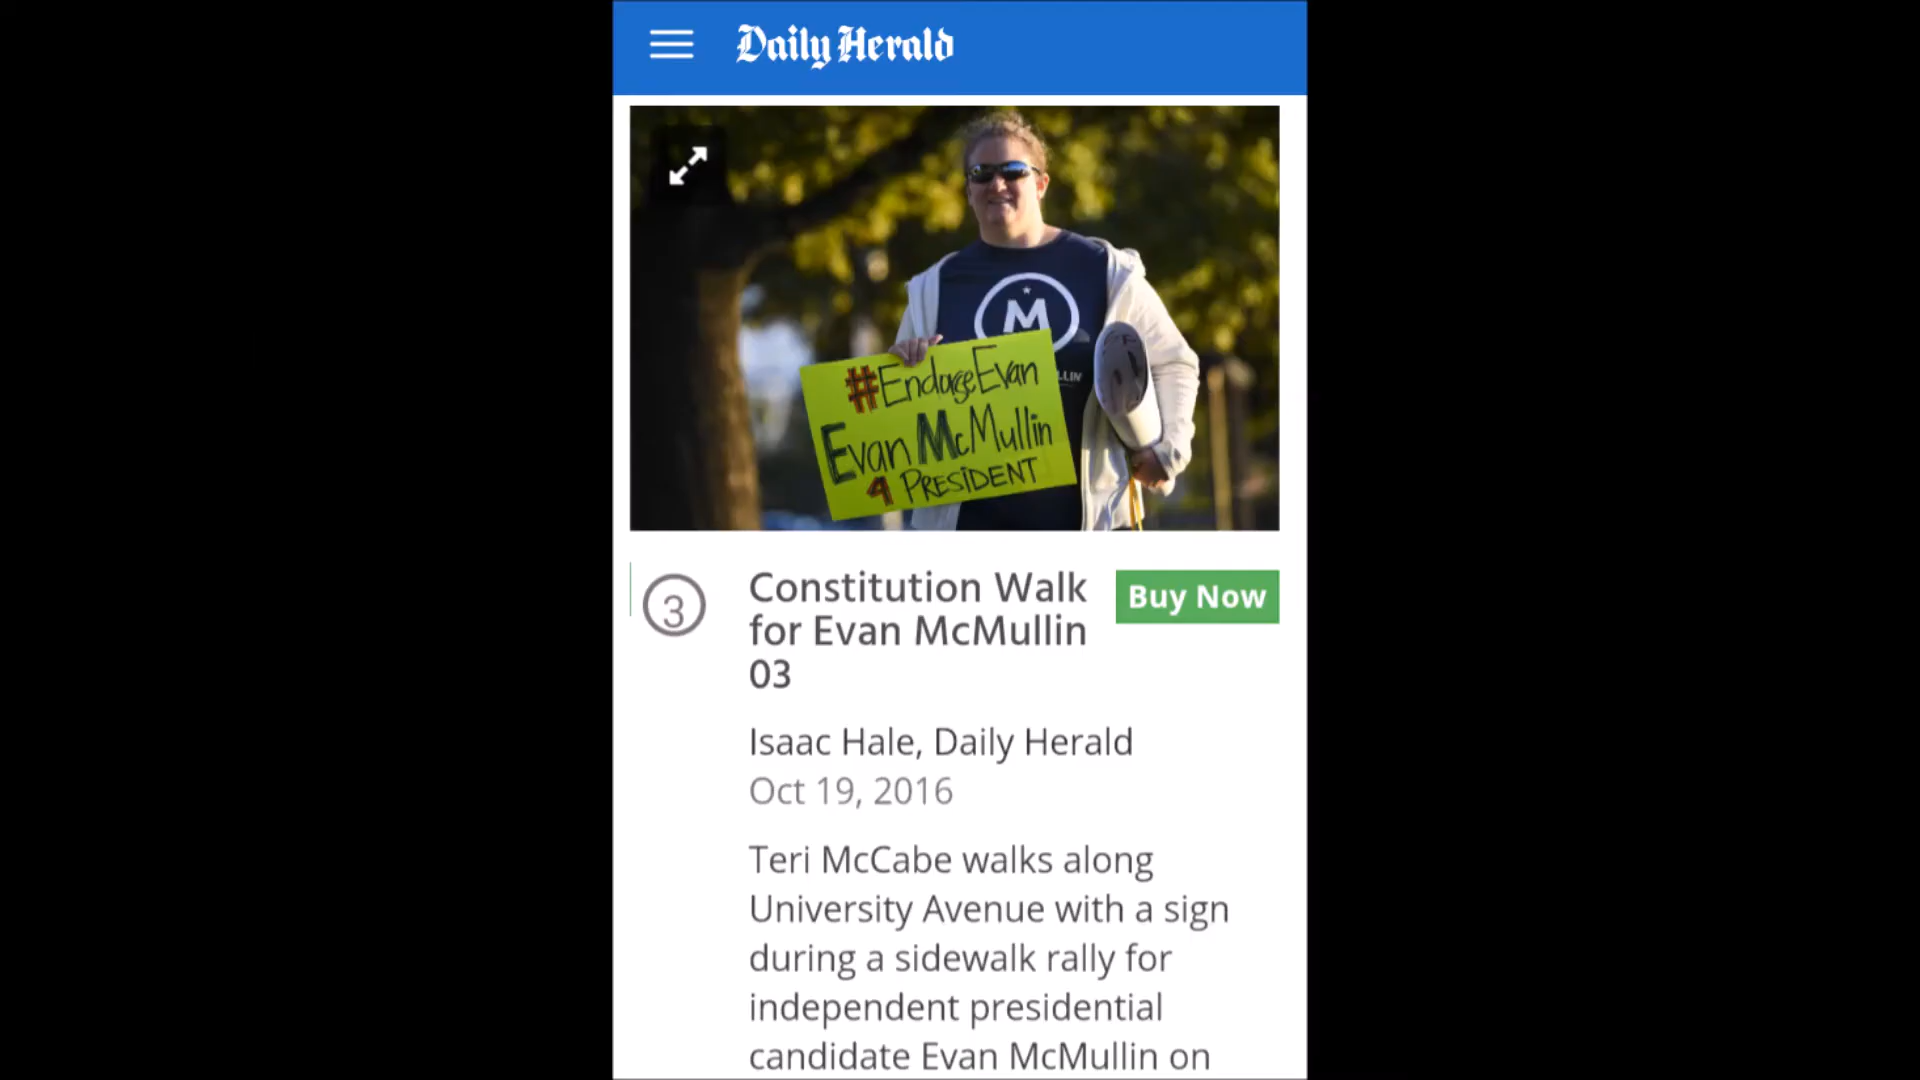 Daily Herald
M
#EndorseEvan
LLIN
Evan McMullin
4 PRESIDENT
3
Constitution Walk
for Evan McMullin
03
Buy Now
Isaac Hale, Daily Herald
Oct 19, 2016
Teri McCabe walks along
University Avenue with a sign
during a sidewalk rally for
independent presidential
candidate Evan McMullin on